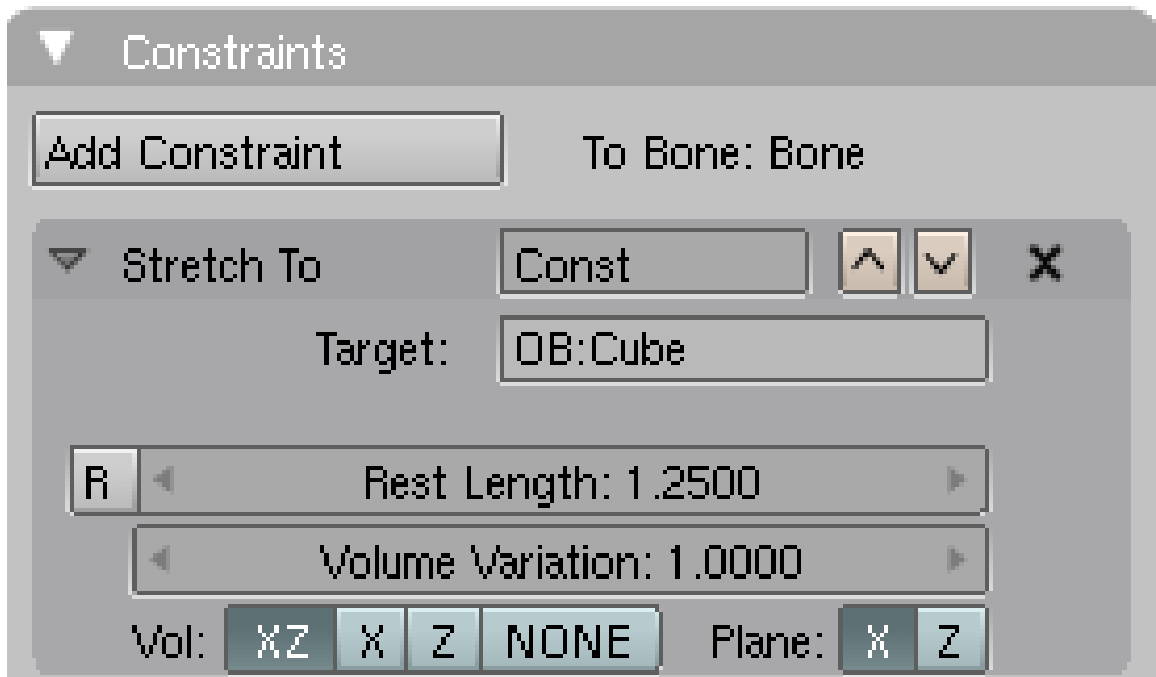 Constraints
Add Constraint To Bone: Bone
Stretch To Const
Target: OB:Cube
R Rest Length: 1.2500
Volume Variation: 1.0000
Vol: XZ X Z NONE Plane: X Z